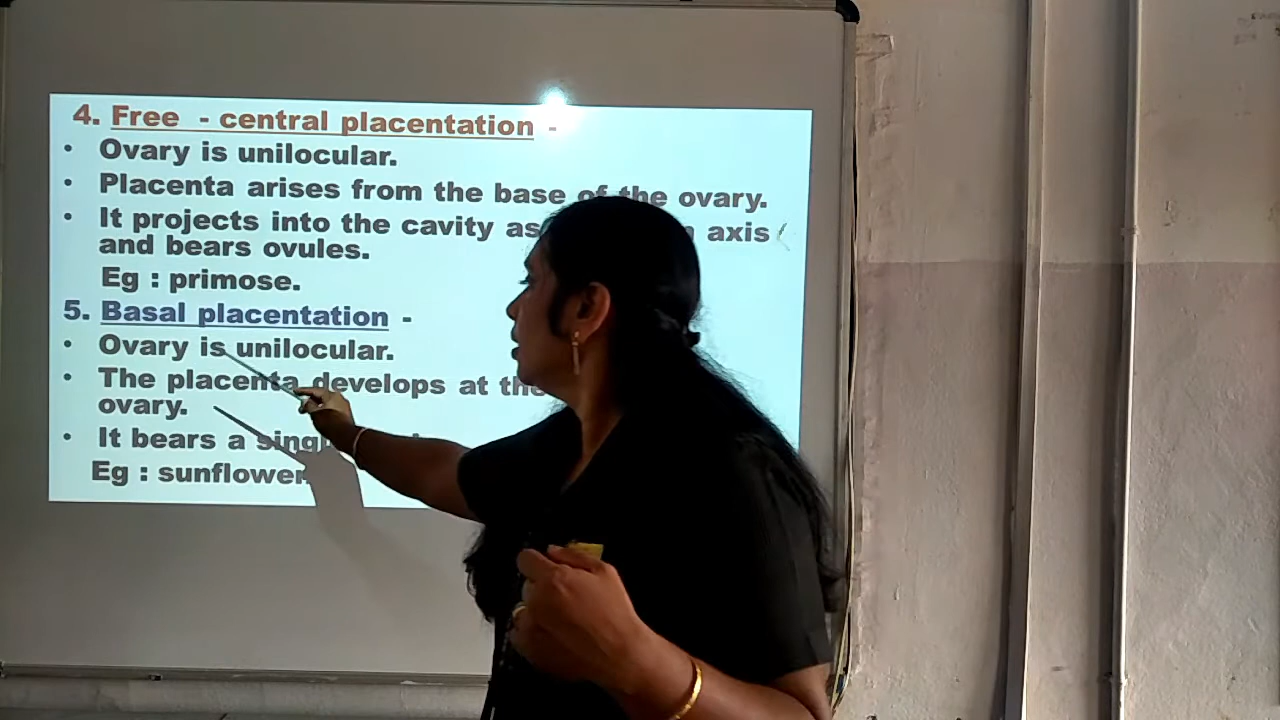 4. Free - central placentation -
• Ovary is unilocular.
• Placenta arises from the base of the ovary.
• It projects into the cavity as axis
and bears ovules.
Eg : primose.
5. Basal placentation -
• Ovary is unilocular.
• The placenta develops at the
ovary.
• It bears a single
Eg : sunflower